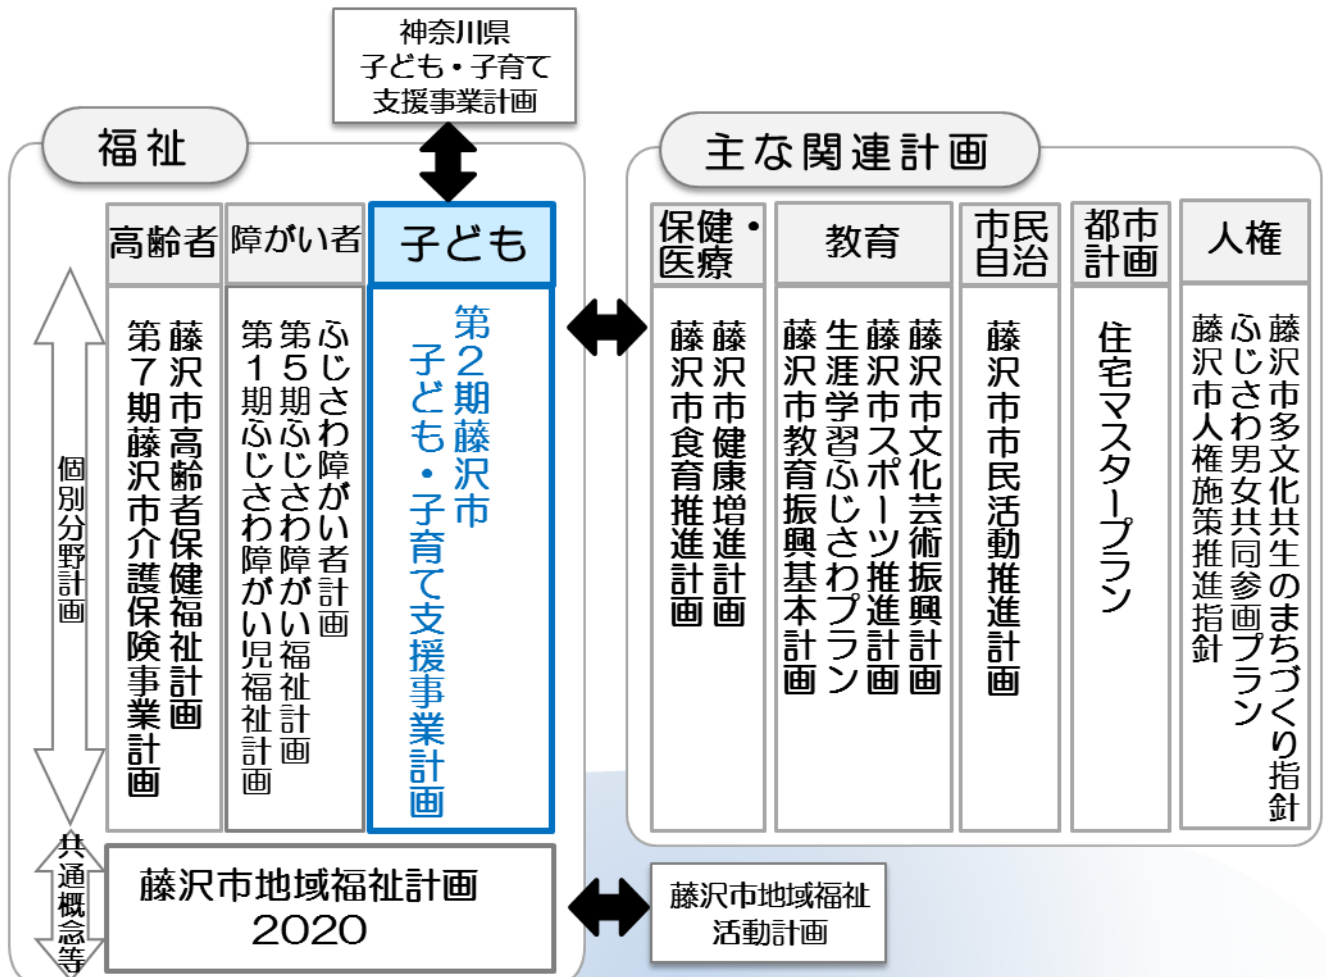 神奈川県
子ども・子育て
支援事業計画
福祉
主な関連計画
高齢者
障がい者
子ども
保健・
医療
教育
市民
自治
都市
計画
人権
個別分野計画
藤沢市高齢者保健福祉計画
第７期藤沢市介護保険事業計画
ふじさわ障がい者計画
第５期ふじさわ障がい福祉計画
第１期ふじさわ障がい児福祉計画
第２期藤沢市
子ども・子育て支援事業計画
藤沢市健康増進計画
藤沢市食育推進計画
藤沢市文化芸術振興計画
藤沢市スポーツ推進計画
生涯学習ふじさわプラン
藤沢市教育振興基本計画
藤沢市市民活動推進計画
住宅マスタープラン
藤沢市多文化共生のまちづくり指針
ふじさわ男女共同参画プラン
藤沢市人権施策推進指針
共通概念等
藤沢市地域福祉計画
2020
藤沢市地域福祉
活動計画